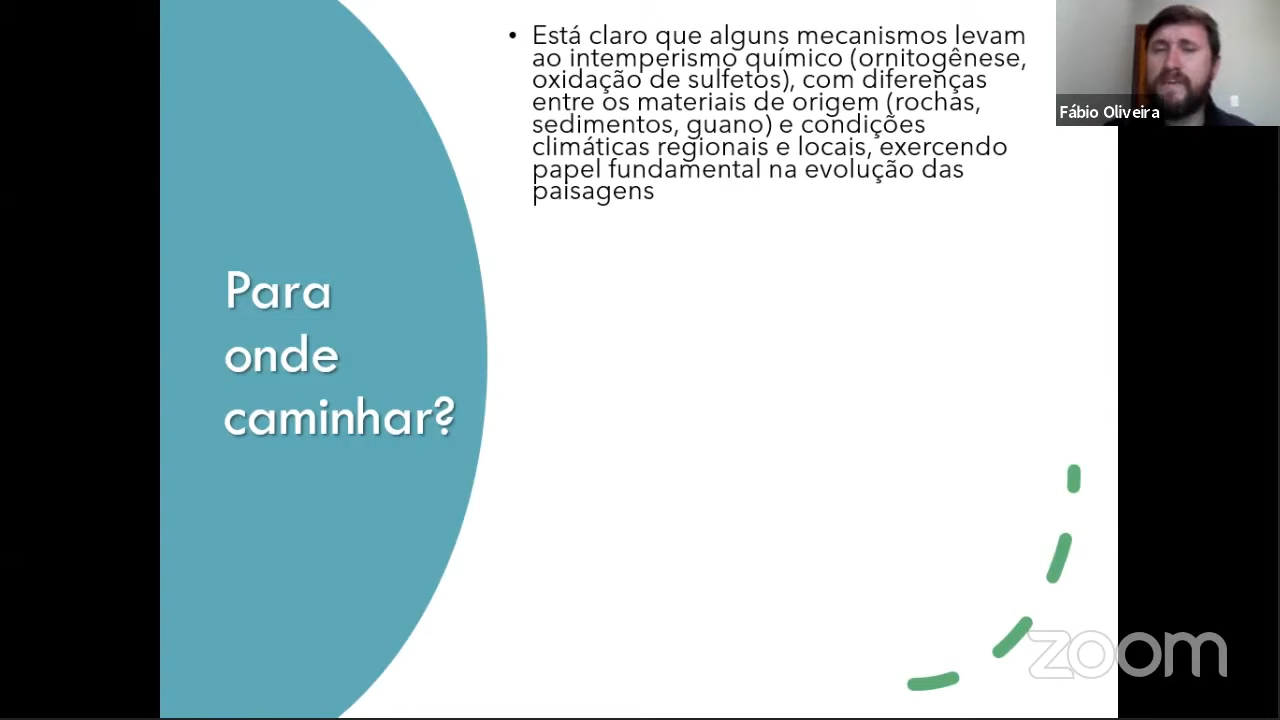 Para
onde
caminhar?
• Está claro que alguns mecanismos levam
ao intemperismo químico (ornitogênese,
oxidação de sulfetos), com diferenças
entre os materiais de origem (rochas,
sedimentos, guano) e condições
climáticas regionais e locais, exercendo
papel fundamental na evolução das
paisagens
Fábio Oliveira
zoom